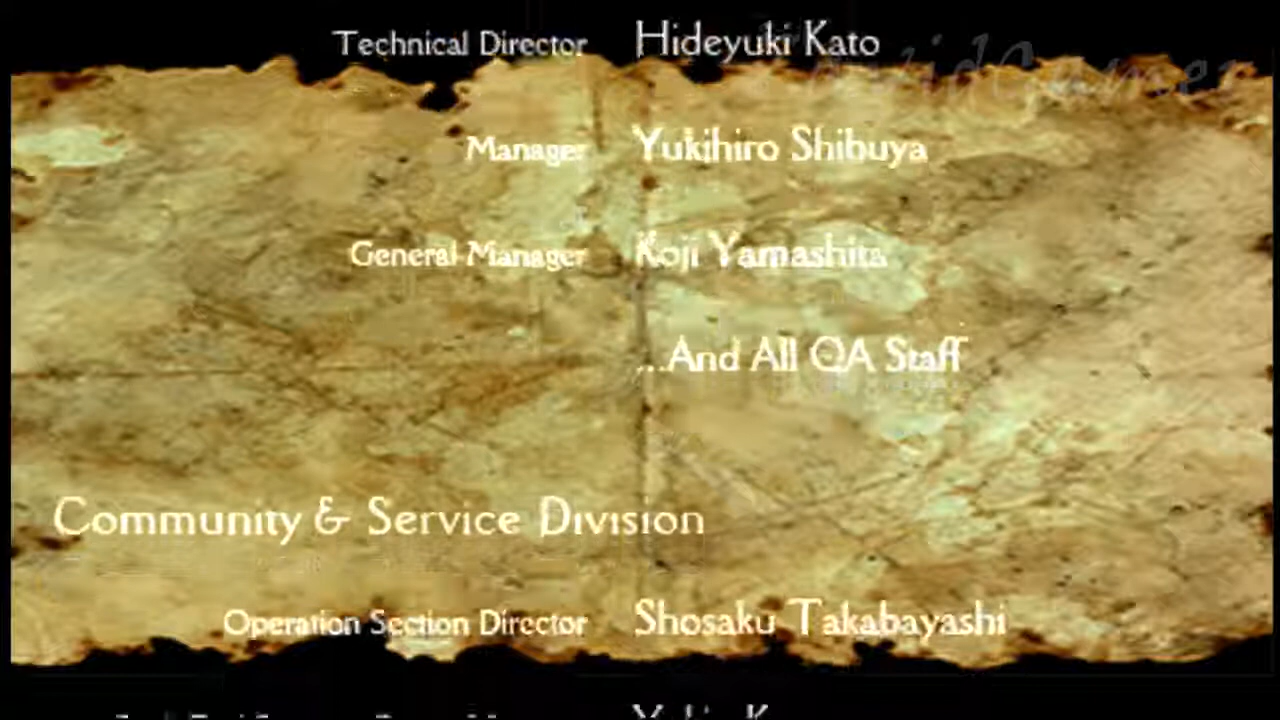 Technical Director Hideyuki Kato
Manager Yukihiro Shibuya
General Manager Koji Yamashita
...And All QA Staff
Community & Service Division
Operation Section Director Shosaku Takabayashi